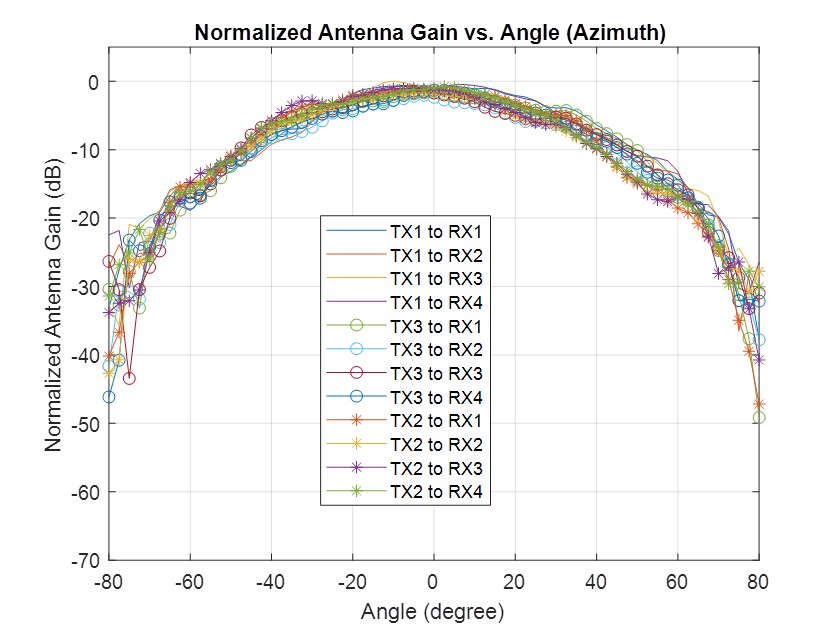 Normalized Antenna Gain vs. Angle (Azimuth)
Normalized Antenna Gain (dB)
0
-10
-20
-30
-40
-50
-60
-70
TX1 to RX1
TX1 to RX2
TX1 to RX3
TX1 to RX4
TX3 to RX1
TX3 to RX2
TX3 to RX3
TX3 to RX4
TX2 to RX1
TX2 to RX2
TX2 to RX3
TX2 to RX4
-80 -60 -40 -20 0 20 40 60 80
Angle (degree)